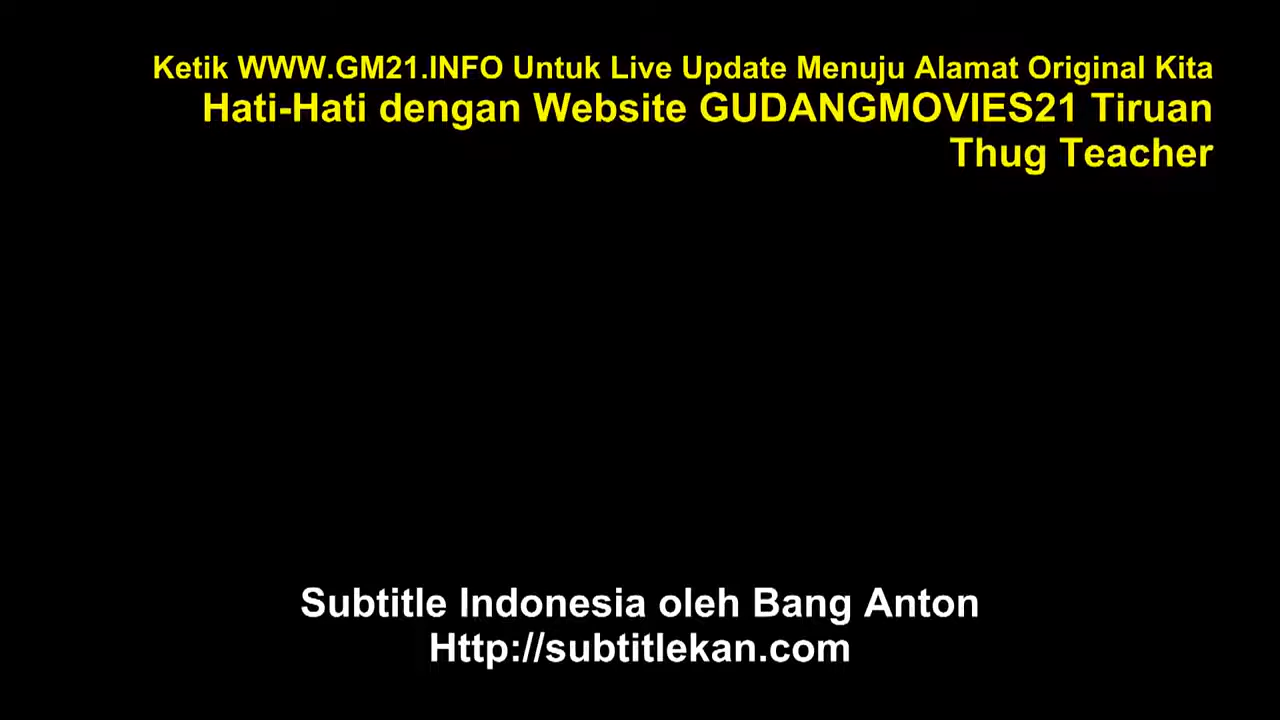 Ketik WWW.GM21.INFO Untuk Live Update Menuju Alamat Original Kita
Hati-Hati dengan Website GUDANGMOVIES21 Tiruan
Thug Teacher
Subtitle Indonesia oleh Bang Anton
Http://subtitlekan.com